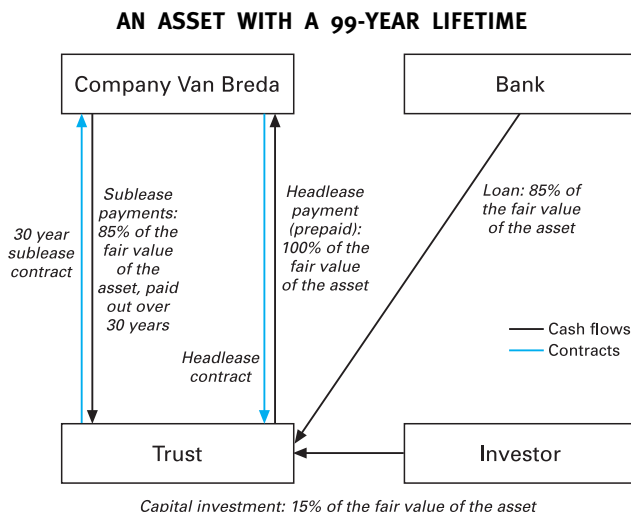 AN ASSET WITH A 99-YEAR LIFETIME
Company Van Breda
Bank
30 year
sublease
contract
Sublease
payments:
85% of the
fair value
of the
asset, paid
out over
30 years
Headlease
payment
(prepaid):
100% of the
fair value
of the asset
Headlease
contract
Loan: 85% of
the fair value
of the asset
Cash flows
Contracts
Trust
Investor
Capital investment: 15% of the fair value of the asset